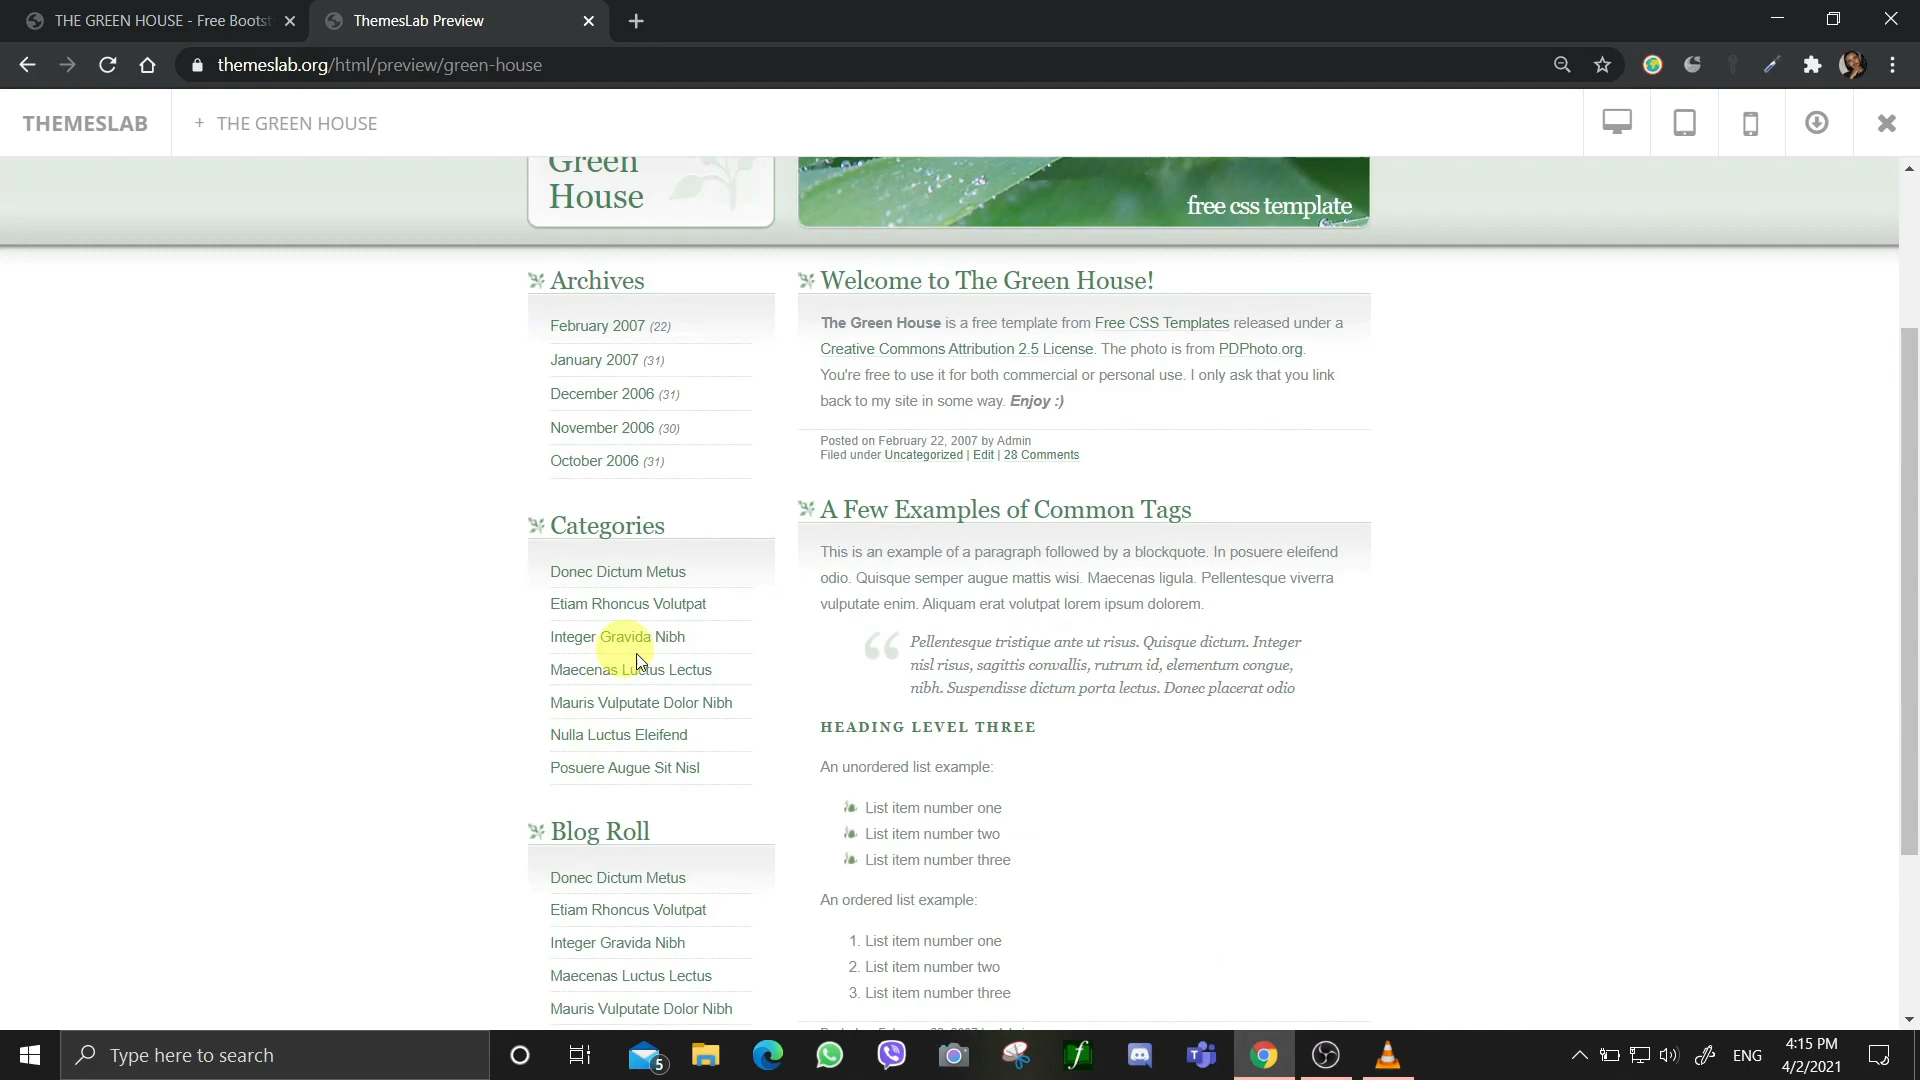 THE GREEN HOUSE - Free Bootst
ThemesLab Preview
themeslab.org/html/preview/green-house
THEMESLAB
+ THE GREEN HOUSE
Green
House
free css template
Archives
February 2007 (22)
January 2007 (31)
December 2006 (31)
November 2006 (30)
October 2006 (31)
Categories
Donec Dictum Metus
Etiam Rhoncus Volutpat
Integer Gravida Nibh
Maecenas Luctus Lectus
Mauris Vulputate Dolor Nibh
Nulla Luctus Eleifend
Posuere Augue Sit Nisl
Blog Roll
Donec Dictum Metus
Etiam Rhoncus Volutpat
Integer Gravida Nibh
Maecenas Luctus Lectus
Mauris Vulputate Dolor Nibh
Welcome to The Green House!
The Green House is a free template from Free CSS Templates released under a
Creative Commons Attribution 2.5 License. The photo is from PDPhoto.org.
You're free to use it for both commercial or personal use. I only ask that you link
back to my site in some way. Enjoy :)
Posted on February 22, 2007 by Admin
Filed under Uncategorized | Edit | 28 Comments
A Few Examples of Common Tags
This is an example of a paragraph followed by a blockquote. In posuere eleifend
odio. Quisque semper augue mattis wisi. Maecenas ligula. Pellentesque viverra
vulputate enim. Aliquam erat volutpat lorem ipsum dolorem.
Pellentesque tristique ante ut risus. Quisque dictum. Integer
nisl risus, sagittis convallis, rutrum id, elementum congue,
nibh. Suspendisse dictum porta lectus. Donec placerat odio
HEADING LEVEL THREE
An unordered list example:
List item number one
List item number two
List item number three
An ordered list example:
1. List item number one
2. List item number two
3. List item number three
Type here to search
5
ENG
4:15 PM
4/2/2021